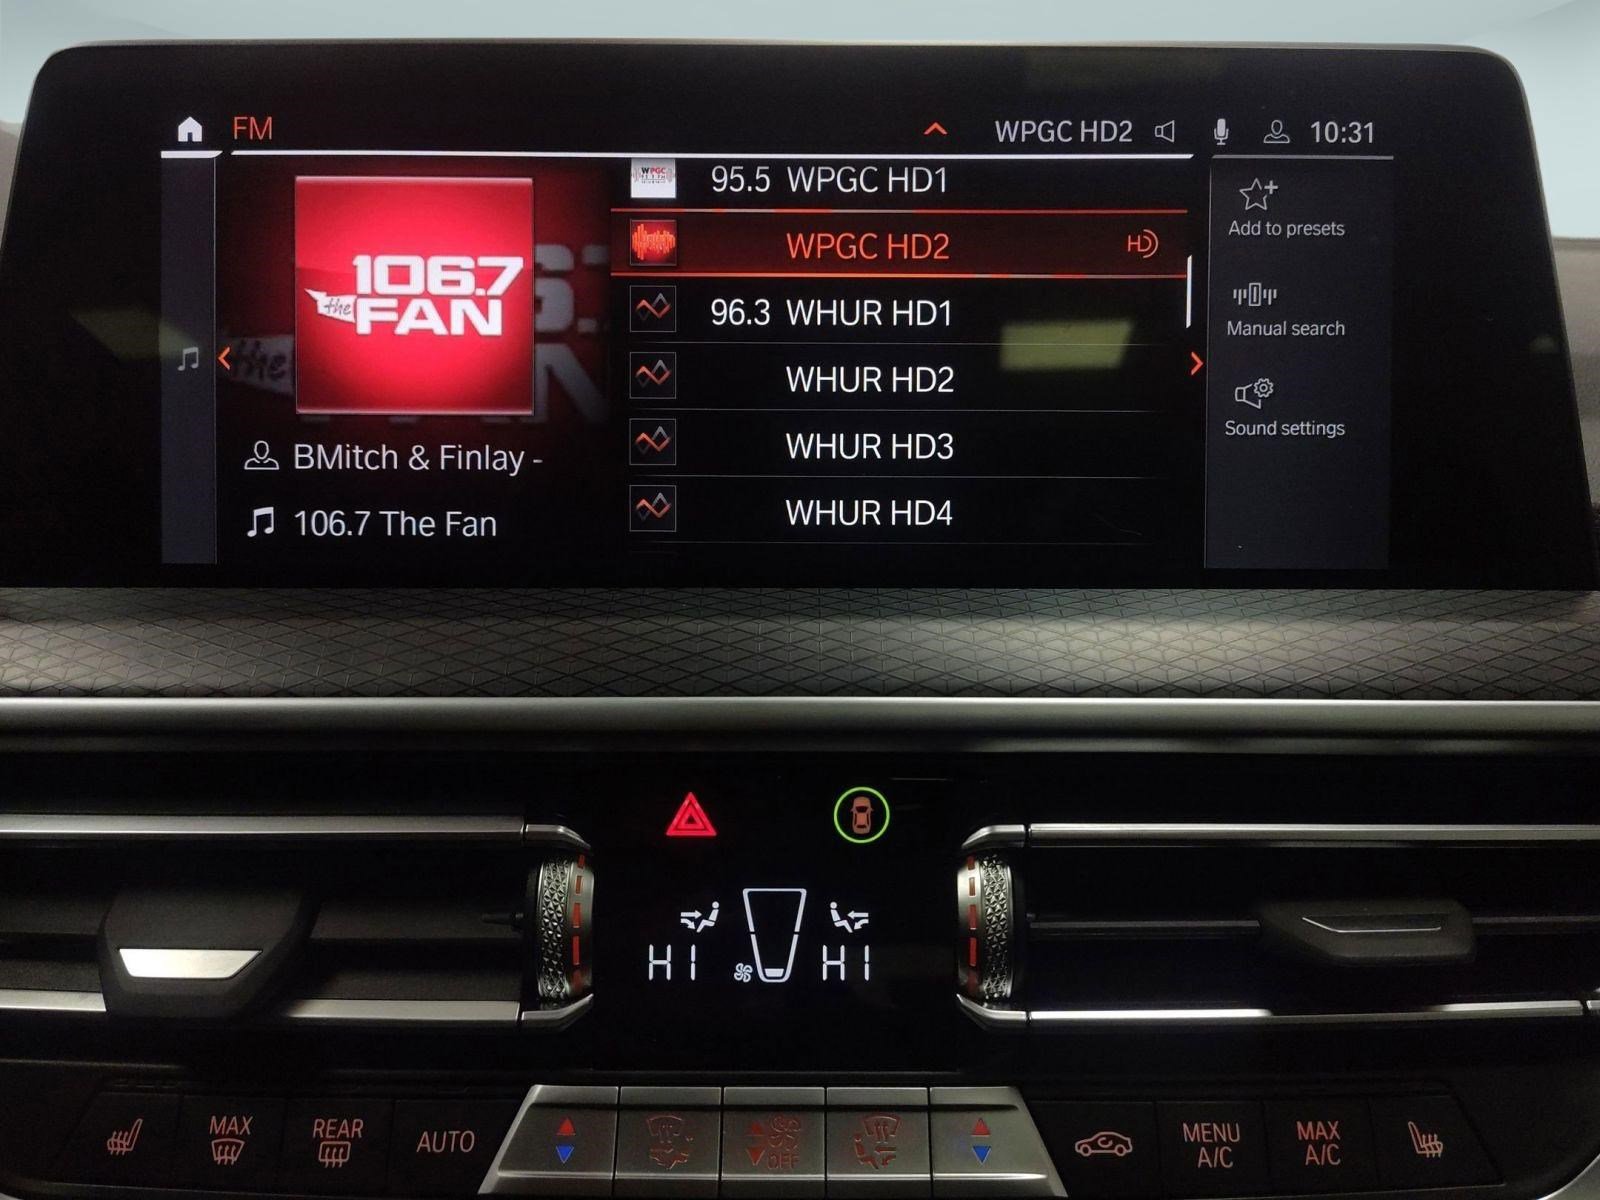 FM
WPGC HD2
10:31
106.7
the
FAN
BMitch & Finlay -
106.7 The Fan
WPGC
95.5 WPGC HD1
WPGC HD2
HD
96.3 WHUR HD1
WHUR HD2
WHUR HD3
WHUR HD4
Add to presets
Manual search
Sound settings
HI
HI
MAX
REAR
AUTO
OFF
MENU
A/C
MAX
A/C